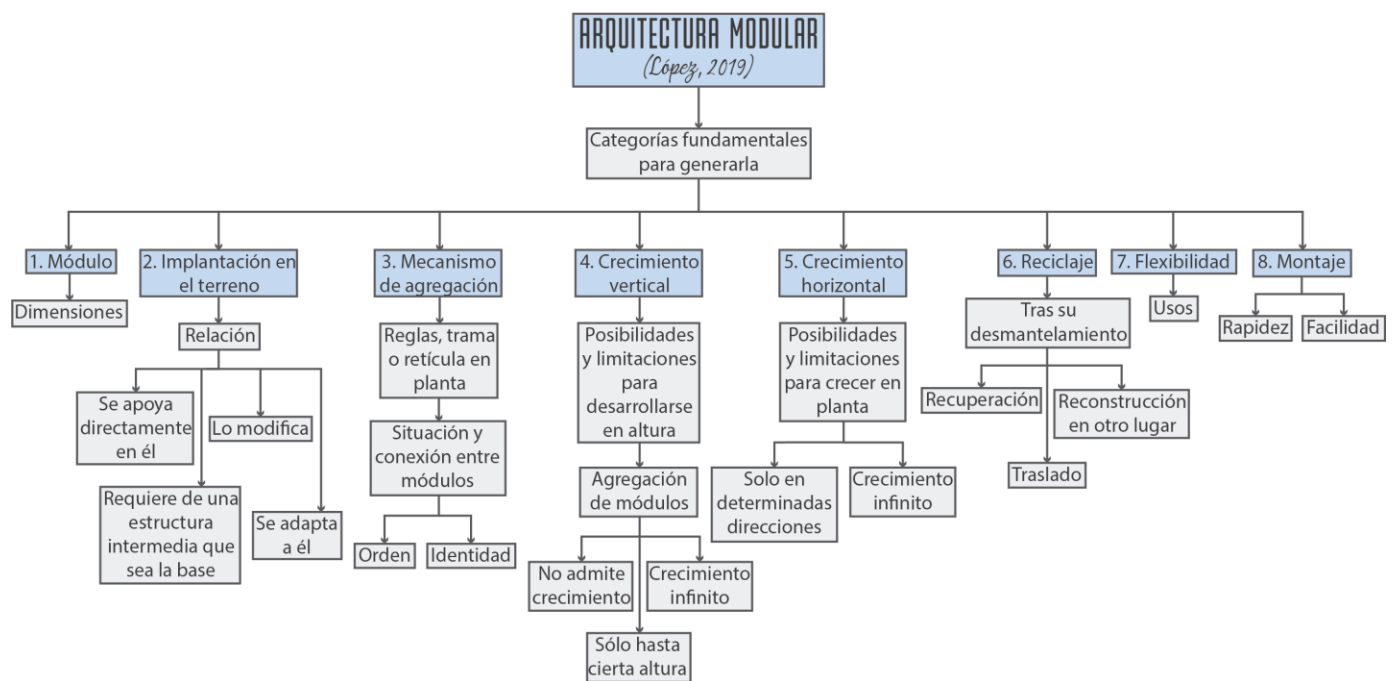 ARQUITECTURA MODULAR
(López, 2019)
Categorías fundamentales
para generarla
1. Módulo
Dimensiones
2. Implantación en
el terreno
Relación
Se apoya
directamente
en él
Requiere de una
estructura
intermedia que
sea la base
Lo modifica
Se adapta
a él
3. Mecanismo
de agregación
Reglas, trama
o retícula en
planta
Situación y
conexión entre
módulos
Orden
Identidad
4. Crecimiento
vertical
Posibilidades
y limitaciones
para
desarrollarse
en altura
Agregación
de módulos
No admite
crecimiento
Sólo hasta
cierta altura
Crecimiento
infinito
5. Crecimiento
horizontal
Posibilidades
y limitaciones
para crecer en
planta
Solo en
determinadas
direcciones
Crecimiento
infinito
6. Reciclaje
Tras su
desmantelamiento
Recuperación
Traslado
Reconstrucción
en otro lugar
7. Flexibilidad
Usos
8. Montaje
Rapidez
Facilidad